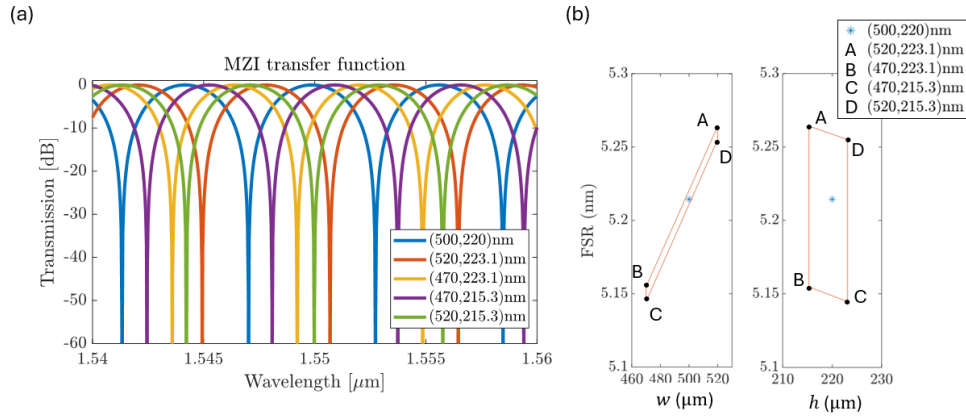 (a)
MZI transfer function
Transmission [dB]
0
-10
-20
-30
-40
-50
-60
1.54
1.545
1.55
1.555
1.56
Wavelength [μm]
(500,220)nm
(520,223.1)nm
(470,223.1)nm
(470,215.3)nm
(520,215.3)nm
(b)
(500,220)nm
A (520,223.1)nm
B (470,223.1)nm
C (470,215.3)nm
D (520,215.3)nm
FSR (nm)
5.3
5.2
5.15
5.1
5.25
A
D
B
C
460
480
500
520
w (μm)
5.3
5.25
5.2
5.15
5.1
A
D
B
C
210
220
230
h (μm)